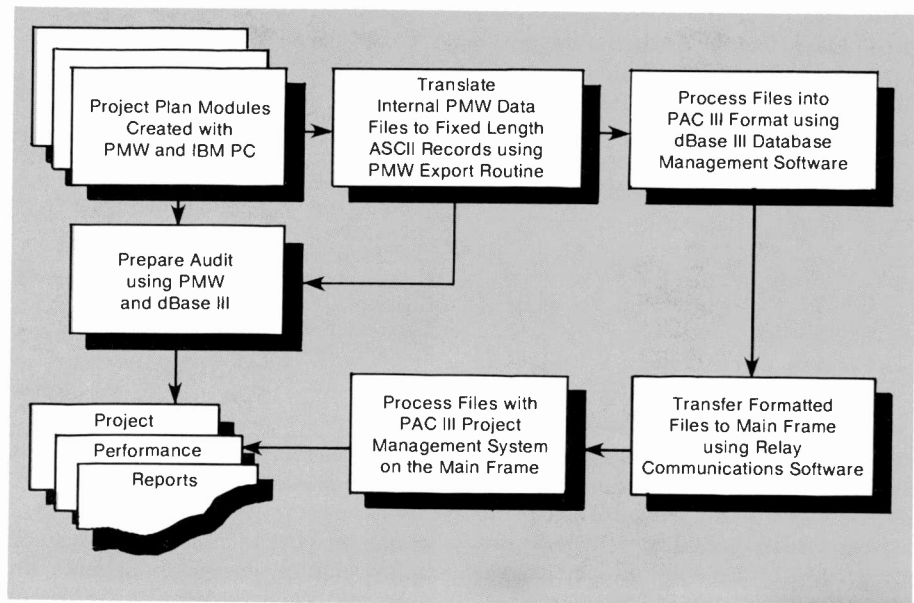 Project Plan Modules
Created with
PMW and IBM PC
Translate
Internal PMW Data
Files to Fixed Length
ASCII Records using
PMW Export Routine
Process Files into
PAC III Format using
dBase III Database
Management Software
Prepare Audit
using PMW
and dBase III
Project
Performance
Reports
Process Files with
PAC III Project
Management System
on the Main Frame
Transfer Formatted
Files to Main Frame
using Relay
Communications Software